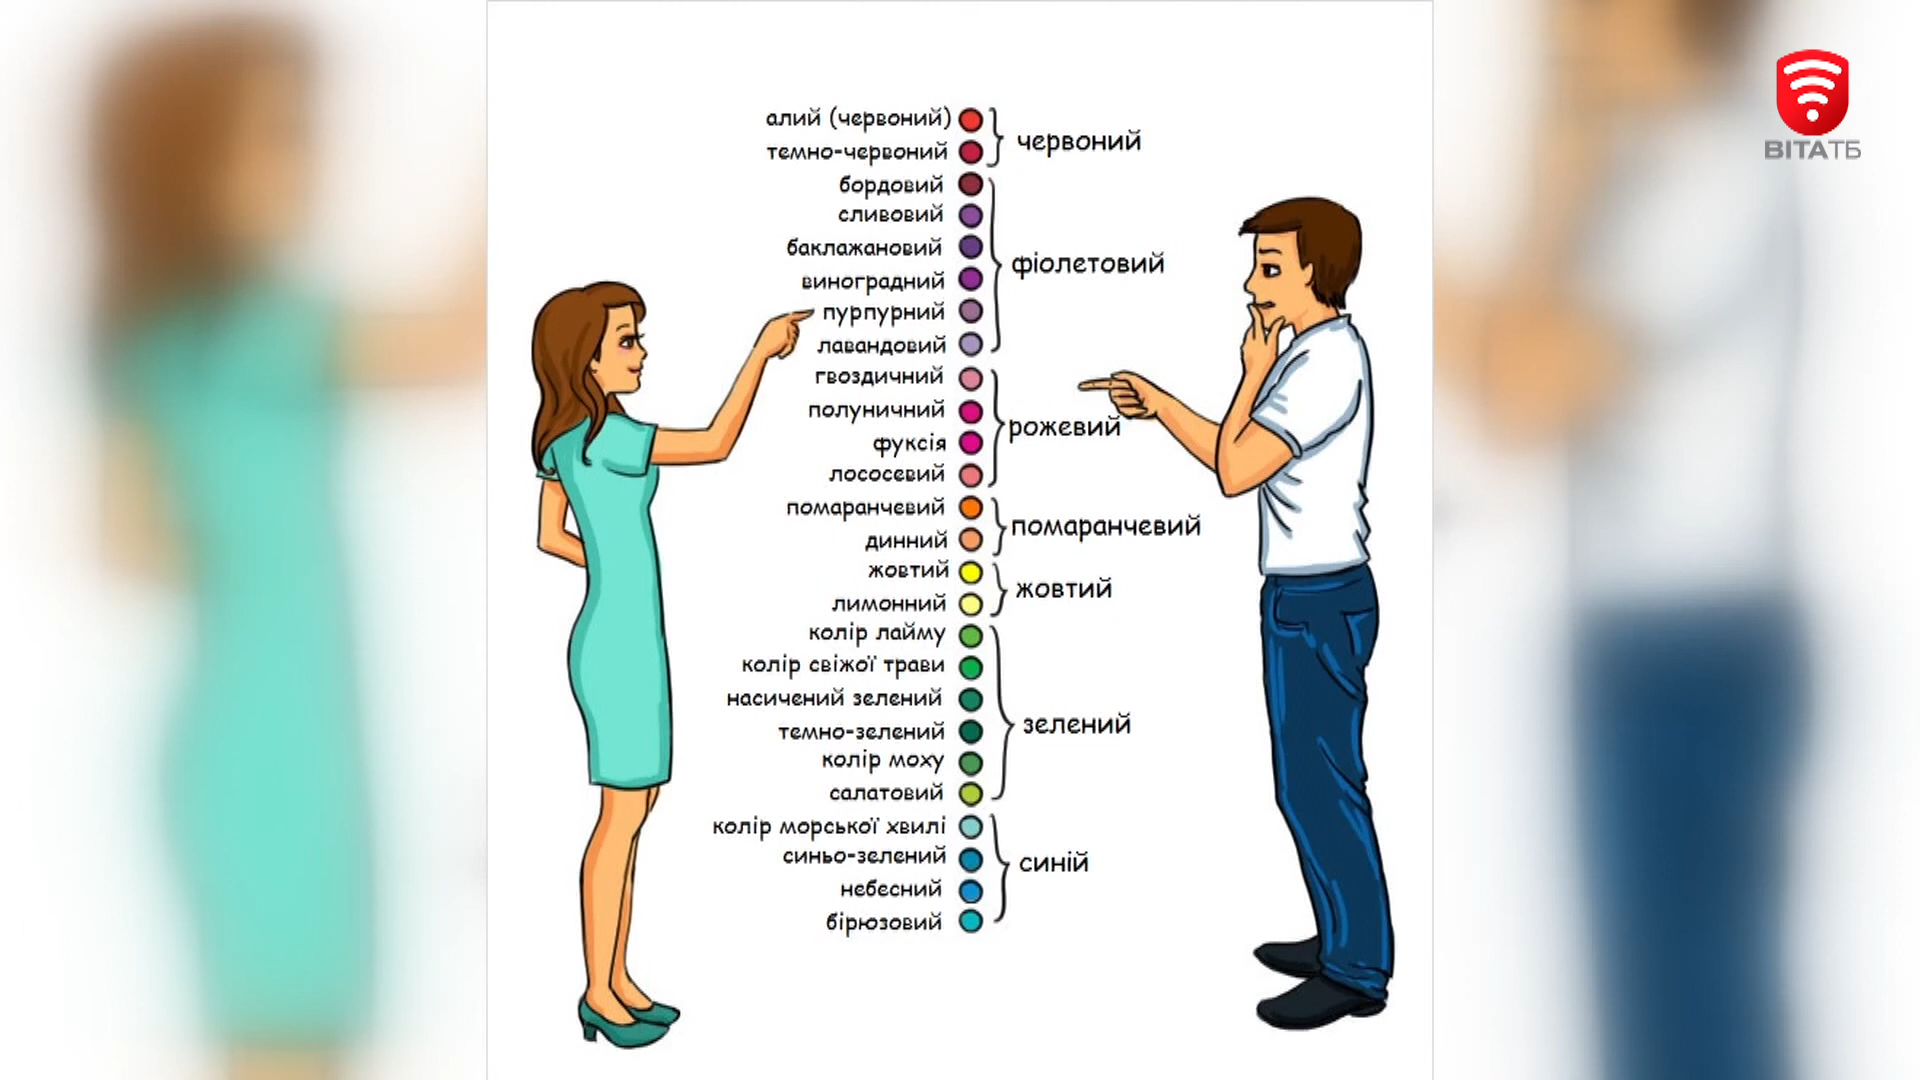 ВІТАТБ
алий (червоний)
темно-червоний
червоний
бордовий
сливовий
баклажановий
виноградний
пурпурний
лавандовий
фіолетовий
гвоздичний
полуничний
фуксія
лососевий
рожевий
помаранчевий
динний
помаранчевий
жовтий
лимонний
жовтий
колір лайму
колір свіжої трави
насичений зелений
темно-зелений
колір моху
салатовий
зелений
колір морської хвилі
синьо-зелений
небесний
бірюзовий
синій